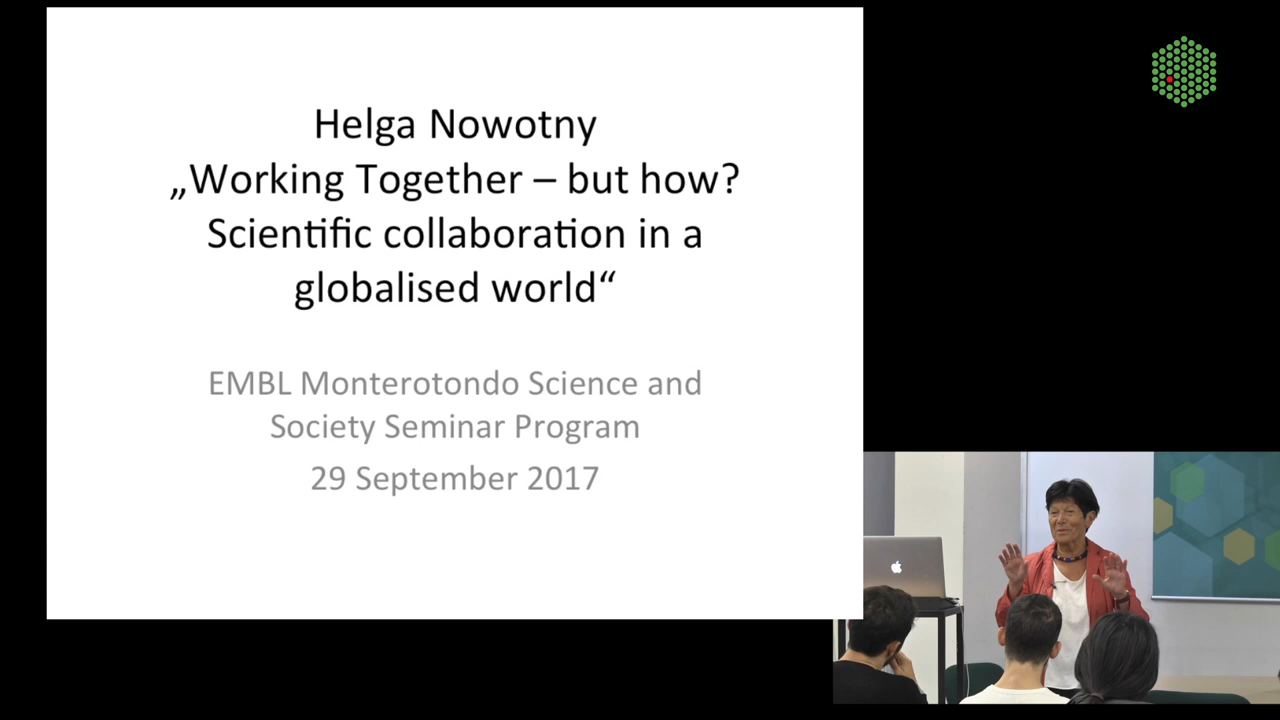 Helga Nowotny
„Working Together – but how?
Scientific collaboration in a
globalised world“
EMBL Monterotondo Science and
Society Seminar Program
29 September 2017